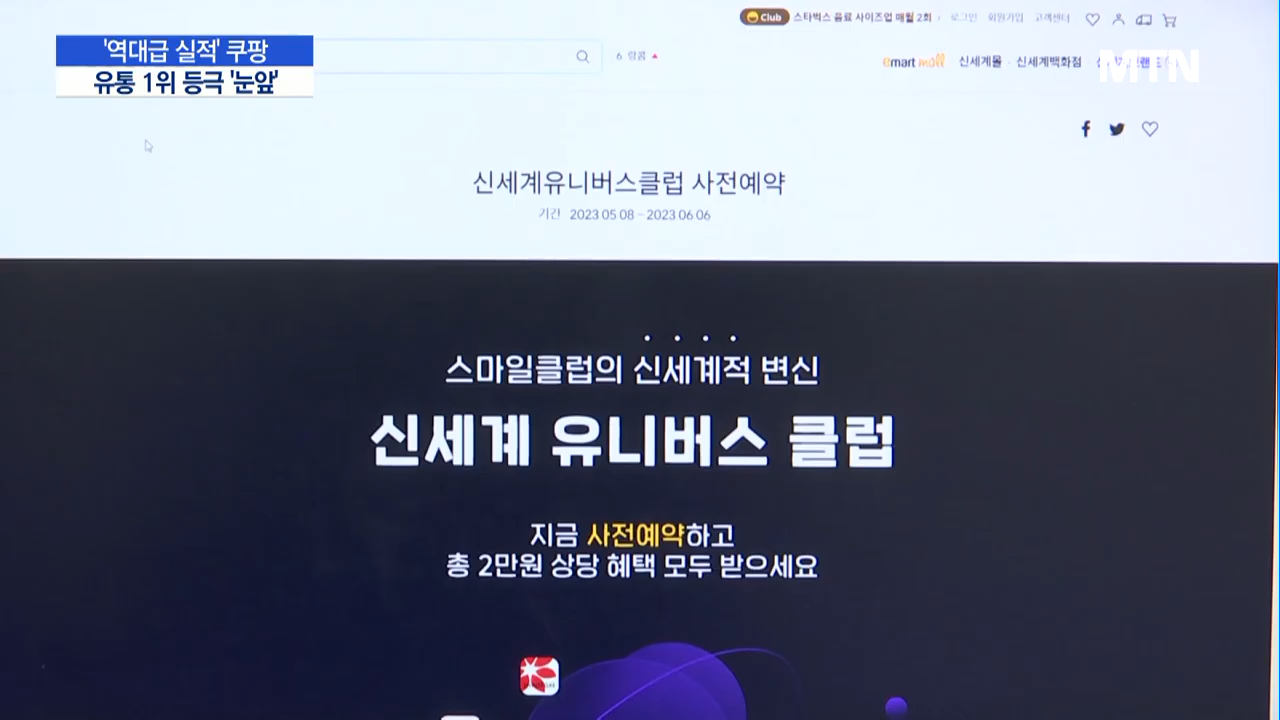 Club 스타벅스 음료 사이즈업 매월 2회 로그인 회원가입 고객센터
'역대급 실적' 쿠팡
유통 1위 등극 '눈앞'
6 랑콤
emart mall 신세계몰 신세계백화점
MTN
신세계유니버스클럽 사전예약
기간 2023 05 08 - 2023 06 06
스마일클럽의 신세계적 변신
신세계 유니버스 클럽
지금 사전예약하고
총 2만원 상당 혜택 모두 받으세요